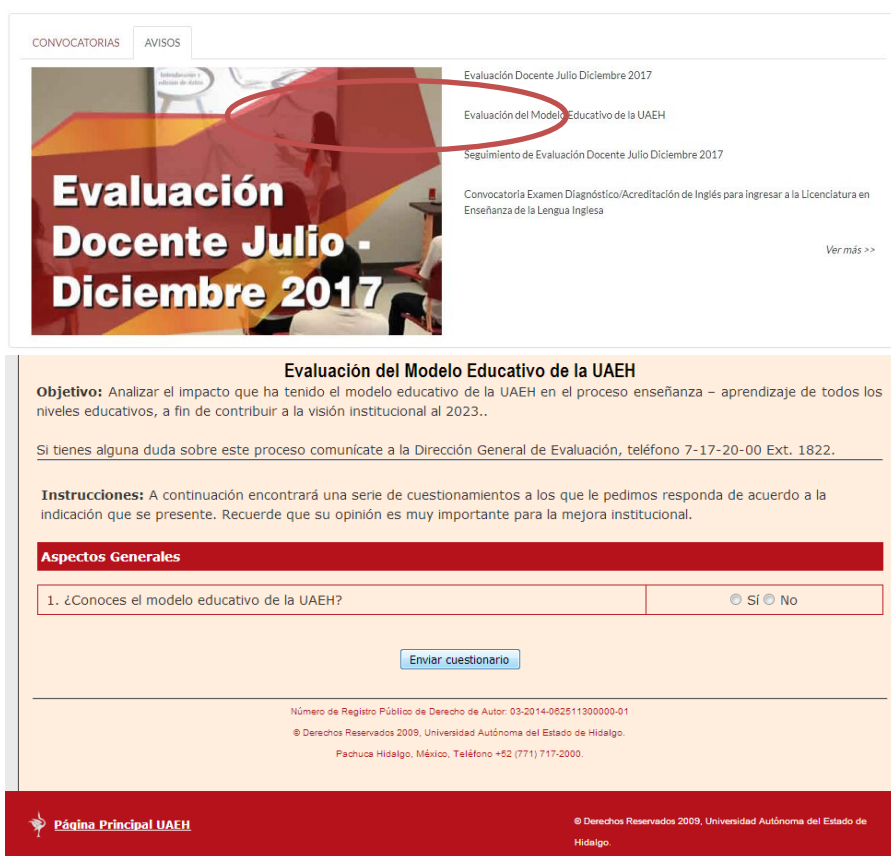 CONVOCATORIAS AVISOS
Introducción y
edición de
Evaluación
Docente Julio -
Diciembre 2017
Evaluación Docente Julio Diciembre 2017
Evaluación del Modelo Educativo de la UAEH
Seguimiento de Evaluación Docente Julio Diciembre 2017
Convocatoria Examen Diagnóstico/Acreditación de Inglés para ingresar a la Licenciatura en
Enseñanza de la Lengua Inglesa
Ver más >>
Evaluación del Modelo Educativo de la UAEH
Objetivo: Analizar el impacto que ha tenido el modelo educativo de la UAEH en el proceso enseñanza – aprendizaje de todos los
niveles educativos, a fin de contribuir a la visión institucional al 2023..
Si tienes alguna duda sobre este proceso comunícate a la Dirección General de Evaluación, teléfono 7-17-20-00 Ext. 1822.
Instrucciones: A continuación encontrará una serie de cuestionamientos a los que le pedimos responda de acuerdo a la
indicación que se presente. Recuerde que su opinión es muy importante para la mejora institucional.
Aspectos Generales
1. ¿Conoces el modelo educativo de la UAEH? Sí No
Enviar cuestionario
Número de Registro Público de Derecho de Autor: 03-2014-062511300000-01
© Derechos Reservados 2009, Universidad Autónoma del Estado de Hidalgo.
Pachuca Hidalgo, México, Teléfono +52 (771) 717-2000.
Página Principal UAEH
© Derechos Reservados 2009, Universidad Autónoma del Estado de
Hidalgo.